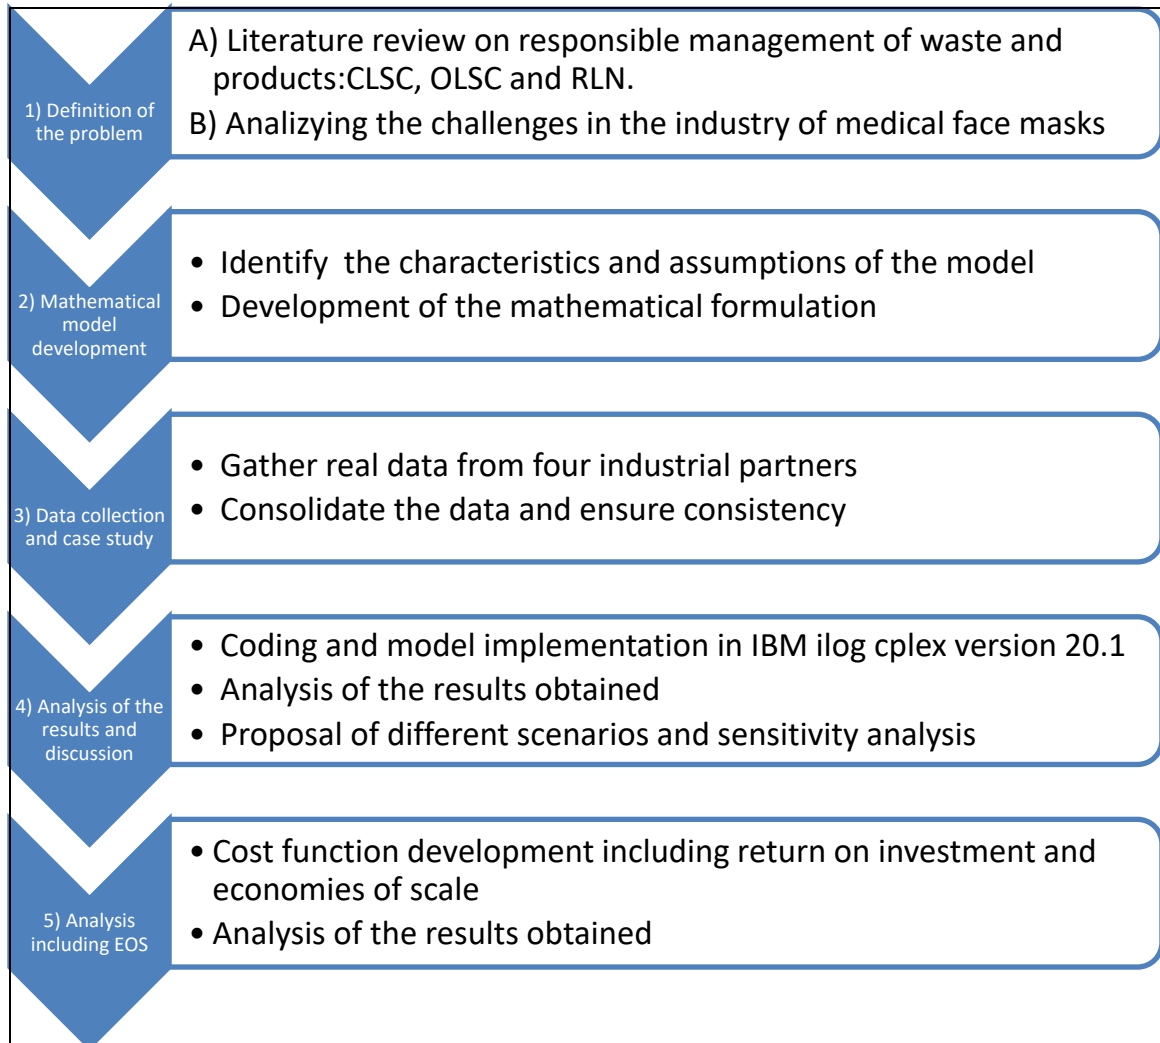 1) Definition of
the problem
A) Literature review on responsible management of waste and
products:CLSC, OLSC and RLN.
B) Analizying the challenges in the industry of medical face masks
2) Mathematical
model
development
• Identify  the characteristics and assumptions of the model
• Development of the mathematical formulation
3) Data collection
and case study
• Gather real data from four industrial partners
• Consolidate the data and ensure consistency
4) Analysis of the
results and
discussion
• Coding and model implementation in IBM ilog cplex version 20.1
• Analysis of the results obtained
• Proposal of different scenarios and sensitivity analysis
5) Analysis
including EOS
• Cost function development including return on investment and
economies of scale
• Analysis of the results obtained